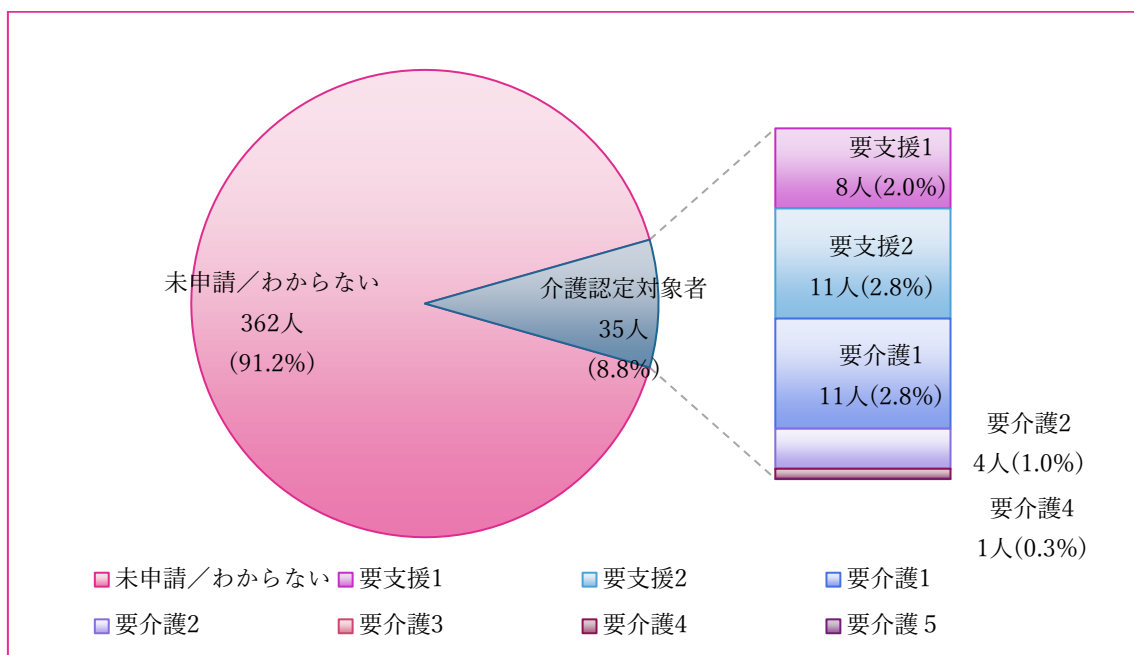 未申請／わからない
362人
(91.2%)
介護認定対象者
35人
(8.8%)
要支援1
8人(2.0%)
要支援2
11人(2.8%)
要介護1
11人(2.8%)
要介護2
4人(1.0%)
要介護4
1人(0.3%)
未申請／わからない 要支援1 要支援2 要介護1
要介護2 要介護3 要介護4 要介護５